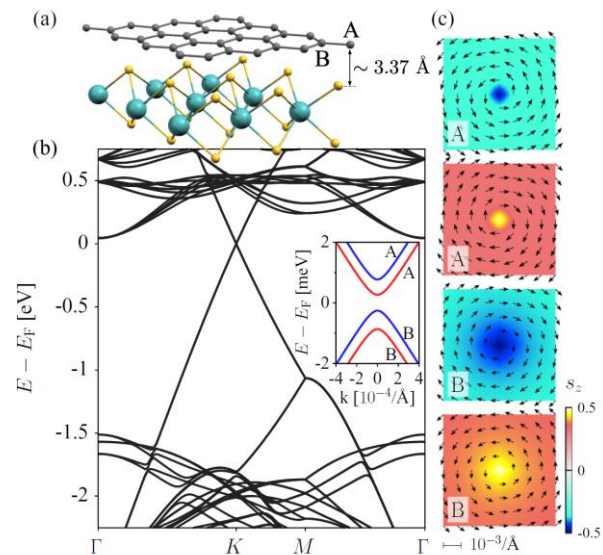 (a)
A
B
~ 3.37 Å
(b)
E − E_F [eV]
0.5
0
-0.5
-1
-1.5
-2
Γ
K
M
Γ
E − E_F [meV]
2
1
0
-1
-2
A
A
B
B
-4
-2
0
2
4
k [10⁻⁴/Å]
(c)
A
A
B
B
s_z
0.5
0
-0.5
10⁻³/Å